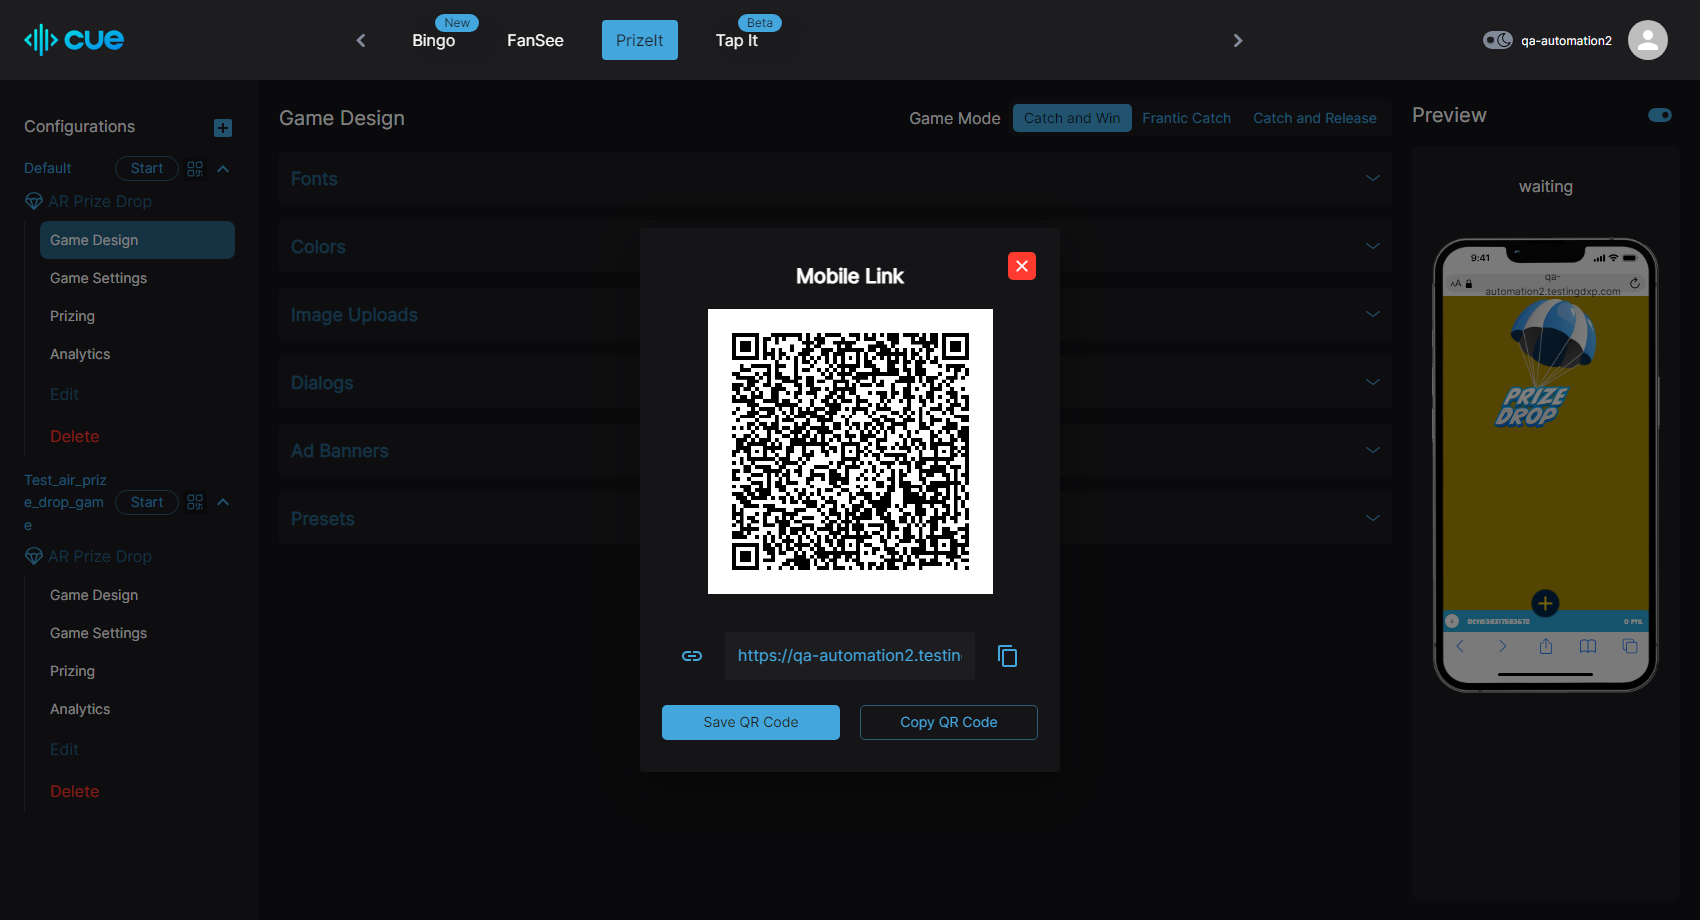 cue
New
Bingo
FanSee
PrizeIt
Beta
Tap It
qa-automation2
Configurations
Default
Start
AR Prize Drop
Game Design
Game Settings
Prizing
Analytics
Edit
Delete
Test_air_priz
e_drop_gam
e
Start
AR Prize Drop
Game Design
Game Settings
Prizing
Analytics
Edit
Delete
Game Design
Game Mode
Catch and Win
Frantic Catch
Catch and Release
Fonts
Colors
Image Uploads
Dialogs
Ad Banners
Presets
Mobile Link
https://qa-automation2.testin
Save QR Code
Copy QR Code
Preview
waiting
9:41
AA
qa-
automation2.testingdxp.com
PRIZE
DROP
0 PTS.